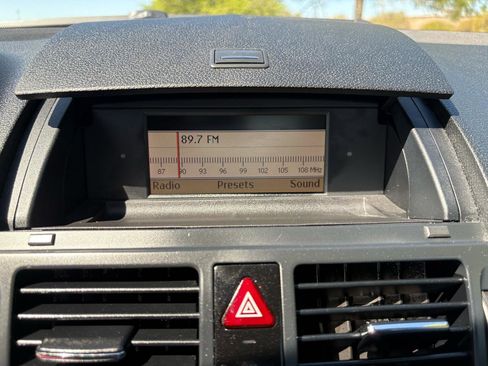 89.7 FM
87 90 93 96 99 102 105 108 MHz
Radio Presets Sound